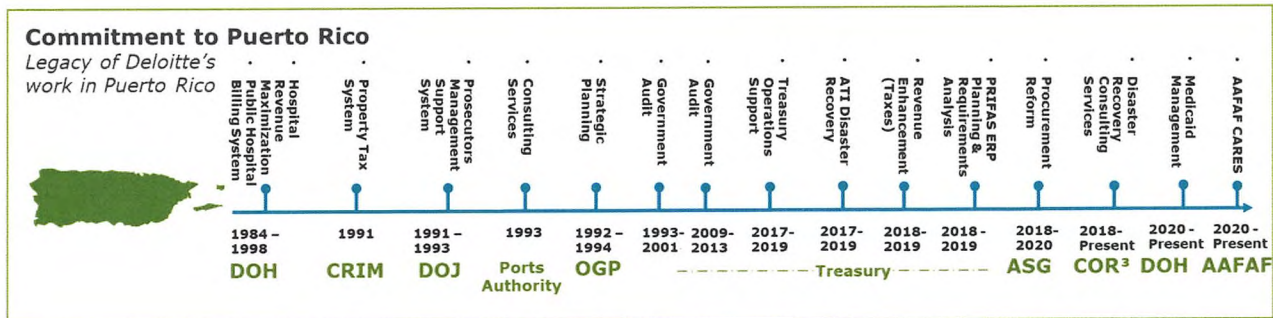 Commitment to Puerto Rico
Legacy of Deloitte's
work in Puerto Rico
• Hospital
Revenue
Maximization
Public Hospital
Billing System
• Property Tax
System
• Prosecutors
Management
Support
System
• Consulting
Services
• Strategic
Planning
• Government
Audit
• Government
Audit
• Treasury
Operations
Support
• ATI Disaster
Recovery
• Revenue
Enhancement
(Taxes)
• PRIFAS ERP
Planning &
Requirements
Analysis
• Procurement
Reform
• Disaster
Recovery
Consulting
Services
• Medicaid
Management
• AAFAF CARES
1984 –
1998
1991
1991 –
1993
1993
1992 –
1994
1993-
2001
2009-
2013
2017-
2019
2017-
2019
2018-
2019
2018 -
2019
2018-
2020
2018-
Present
2020 -
Present
2020 -
Present
DOH
CRIM
DOJ
Ports
Authority
OGP
Treasury
ASG
COR³
DOH
AAFAF